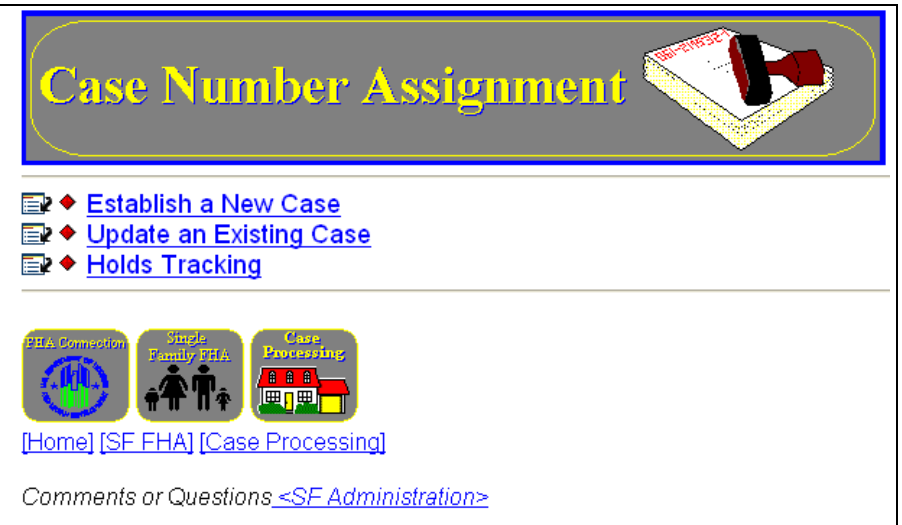 Case Number Assignment
Establish a New Case
Update an Existing Case
Holds Tracking
FHA Connection
Single
Family FHA
Case
Processing
[Home] [SF FHA] [Case Processing]
Comments or Questions <SF Administration>